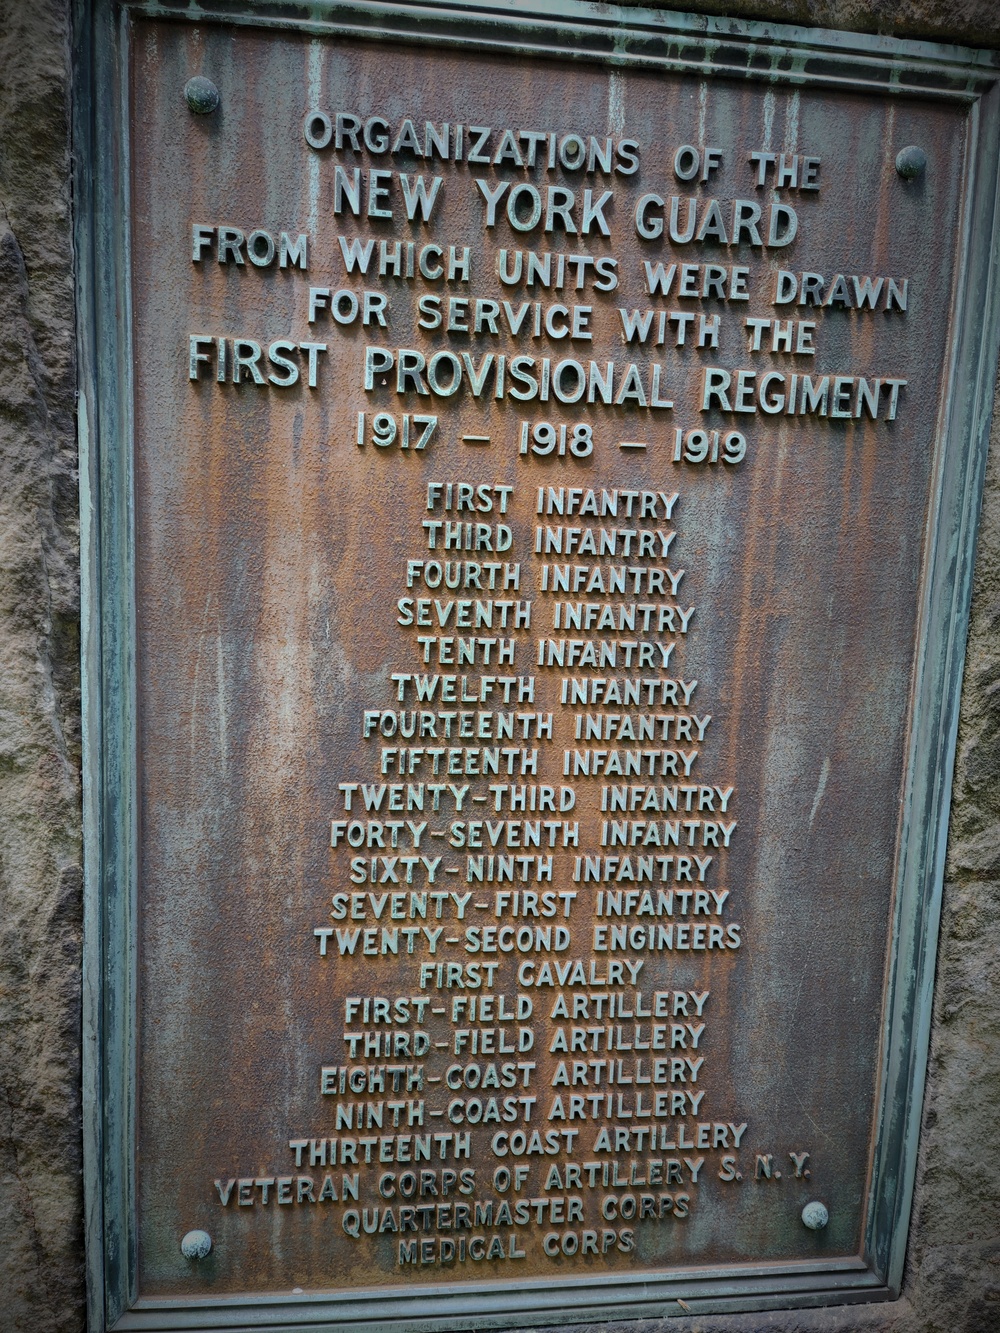 ORGANIZATIONS OF THE
NEW YORK GUARD
FROM WHICH UNITS WERE DRAWN
FOR SERVICE WITH THE
FIRST PROVISIONAL REGIMENT
1917 – 1918 – 1919
FIRST INFANTRY
THIRD INFANTRY
FOURTH INFANTRY
SEVENTH INFANTRY
TENTH INFANTRY
TWELFTH INFANTRY
FOURTEENTH INFANTRY
FIFTEENTH INFANTRY
TWENTY-THIRD INFANTRY
FORTY-SEVENTH INFANTRY
SIXTY-NINTH INFANTRY
SEVENTY-FIRST INFANTRY
TWENTY-SECOND ENGINEERS
FIRST CAVALRY
FIRST-FIELD ARTILLERY
THIRD-FIELD ARTILLERY
EIGHTH-COAST ARTILLERY
NINTH-COAST ARTILLERY
THIRTEENTH COAST ARTILLERY
VETERAN CORPS OF ARTILLERY S. N. Y.
QUARTERMASTER CORPS
MEDICAL CORPS